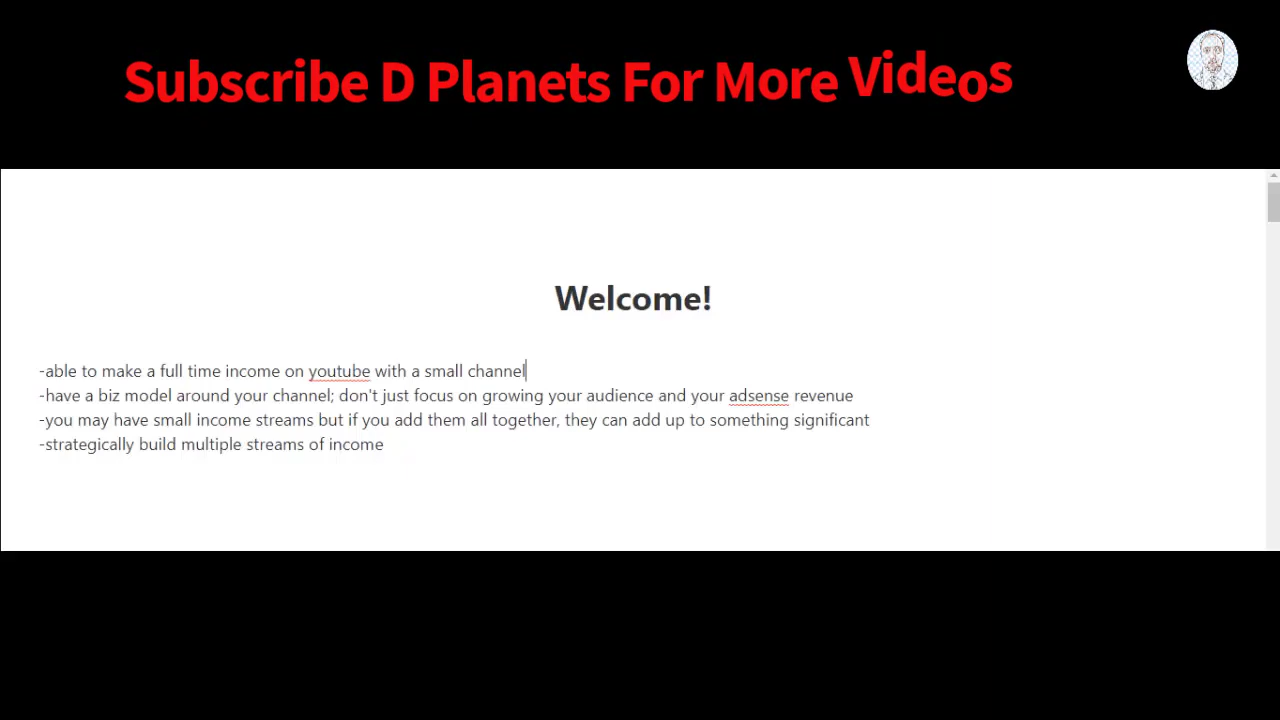 Subscribe D Planets For More Videos
Welcome!
-able to make a full time income on youtube with a small channel
-have a biz model around your channel; don't just focus on growing your audience and your adsense revenue
-you may have small income streams but if you add them all together, they can add up to something significant
-strategically build multiple streams of income